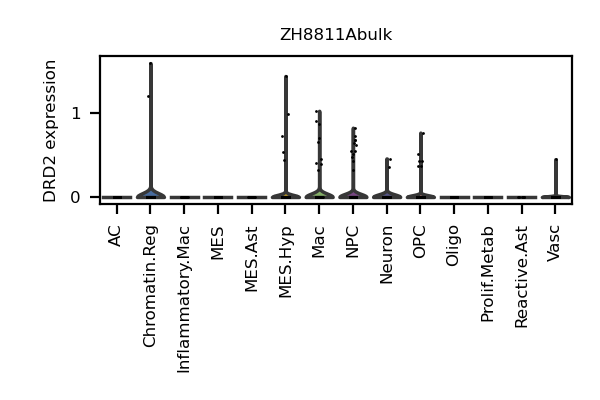 ZH8811Abulk
DRD2 expression
1
0
AC
Chromatin.Reg
Inflammatory.Mac
MES
MES.Ast
MES.Hyp
Mac
NPC
Neuron
OPC
Oligo
Prolif.Metab
Reactive.Ast
Vasc